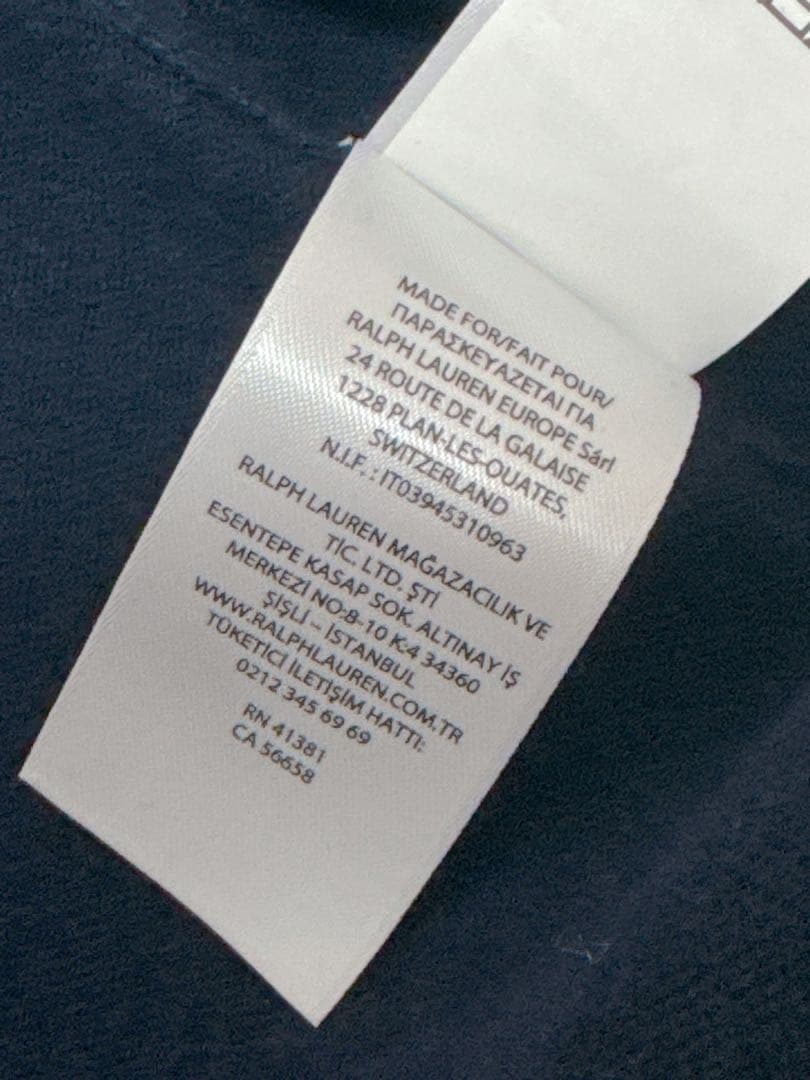 MADE FOR/FAIT POUR/
ΠΑΡΑΣΚΕΥΑΖΕΤΑΙ ΓΙΑ
RALPH LAUREN EUROPE Sárl
24 ROUTE DE LA GALAISE
1228 PLAN-LES-OUATES,
SWITZERLAND
N.I.F. : IT03945310963
RALPH LAUREN MAĞAZACILIK VE
TİC. LTD. ŞTİ
ESENTEPE KASAP SOK. ALTINAY İŞ
MERKEZİ NO:8-10 K:4 34360
ŞİŞLİ – İSTANBUL
WWW.RALPHLAUREN.COM.TR
TÜKETİCİ İLETİŞİM HATTI:
0212 345 69 69
RN 41381
CA 56658